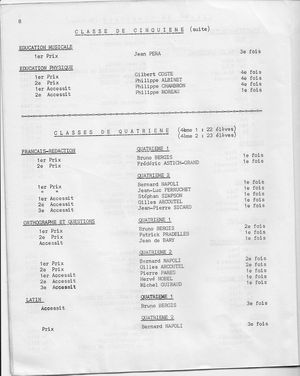 8
CLASSE DE CINQUIEME (suite)
EDUCATION MUSICALE
1er Prix Jean PERA 3e fois
EDUCATION PHYSIQUE
1er Prix Gilbert COSTE 4e fois
2e Prix Philippe ALBINET 4e fois
1er Accessit Philippe CHAMBRON 4e fois
2e Accessit Philippe MOREAU 1e fois
CLASSES DE QUATRIEME (4ème 1 : 22 élèves)
(4ème 2 : 23 élèves)
FRANCAIS-REDACTION QUATRIEME 1
1er Prix Bruno BERGES 1e fois
2e Prix Frédéric ASTION-GRAND 1e fois
QUATRIEME 2
1er Prix Bernard NAPOLI 1e fois
" " Jean-Luc PERRUCHET 1e fois
1er Accessit Stéphan SIMPSON 1e fois
2e Accessit Gilles ARCOUTEL 1e fois
3e Accessit Jean-Pierre SICARD 1e fois
ORTHOGRAPHE ET QUESTIONS QUATRIEME 1
1er Prix Bruno BERGES 2e fois
2e Prix Patrick PRADELLES 1e fois
Accessit Jean de BARY 1e fois
QUATRIEME 2
1er Prix Bernard NAPOLI 2e fois
2e Prix Gilles ARCOUTEL 2e fois
1er Accessit Pierre PARED 1e fois
2e Accessit Hervé NOBEL 1e fois
3e Accessit Michel GUIRAUD 1e fois
LATIN QUATRIEME 1
Accessit Bruno BERGES 3e fois
QUATRIEME 2
Prix Bernard NAPOLI 3e fois